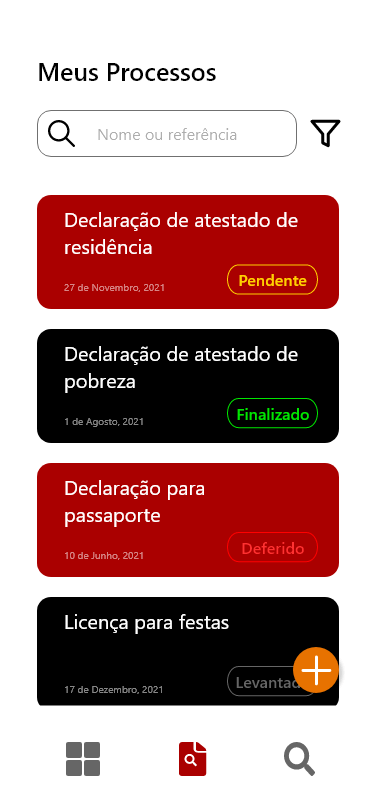 Meus Processos
Nome ou referência
Declaração de atestado de
residência
27 de Novembro, 2021
Pendente
Declaração de atestado de
pobreza
1 de Agosto, 2021
Finalizado
Declaração para
passaporte
10 de Junho, 2021
Deferido
Licença para festas
17 de Dezembro, 2021